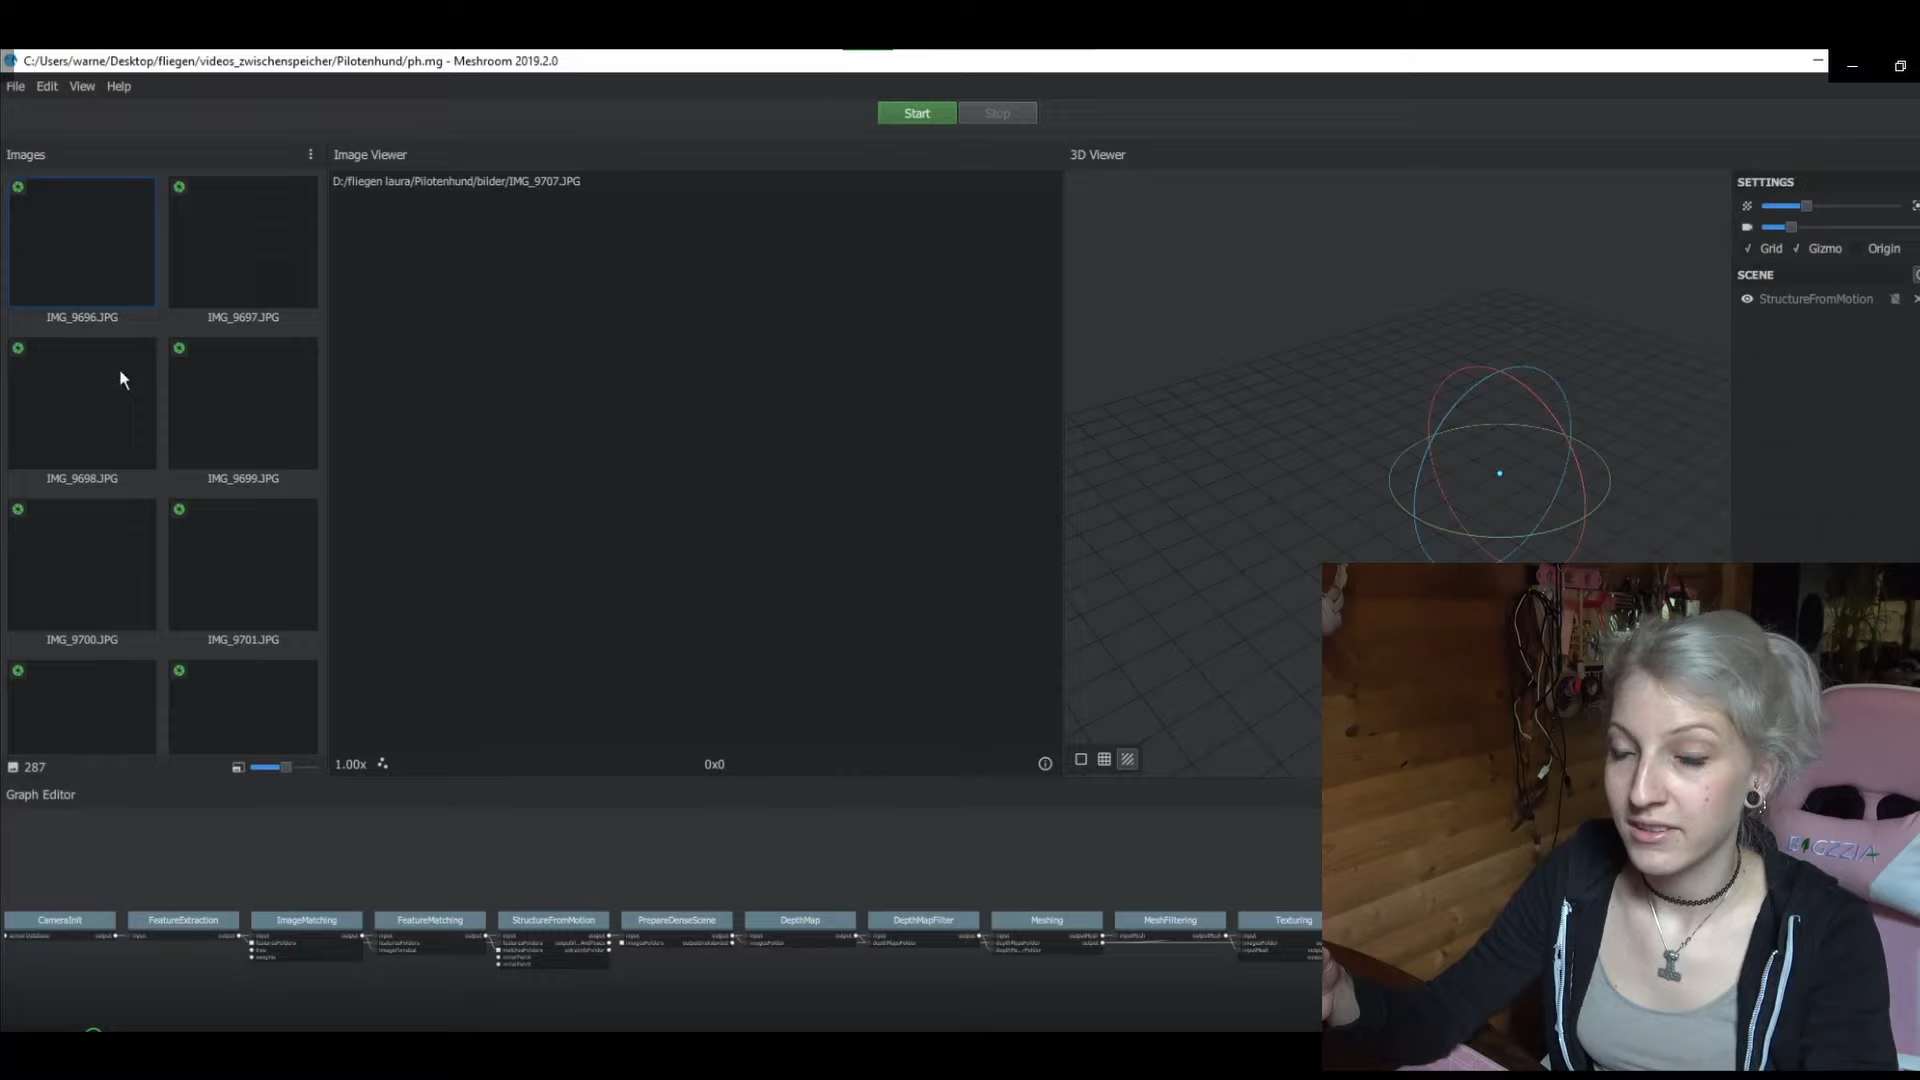 C:/Users/warne/Desktop/fliegen/videos_zwischenspeicher/Pilotenhund/ph.mg - Meshroom 2019.2.0
File Edit View Help
Start Stop
Images
Image Viewer
3D Viewer
D:/fliegen laura/Pilotenhund/bilder/IMG_9707.JPG
SETTINGS
Grid Gizmo Origin
SCENE
StructureFromMotion
IMG_9696.JPG IMG_9697.JPG
IMG_9698.JPG IMG_9699.JPG
IMG_9700.JPG IMG_9701.JPG
287
1.00x
0x0
Graph Editor
CameraInit FeatureExtraction ImageMatching FeatureMatching StructureFromMotion PrepareDenseScene DepthMap DepthMapFilter Meshing MeshFiltering Texturing